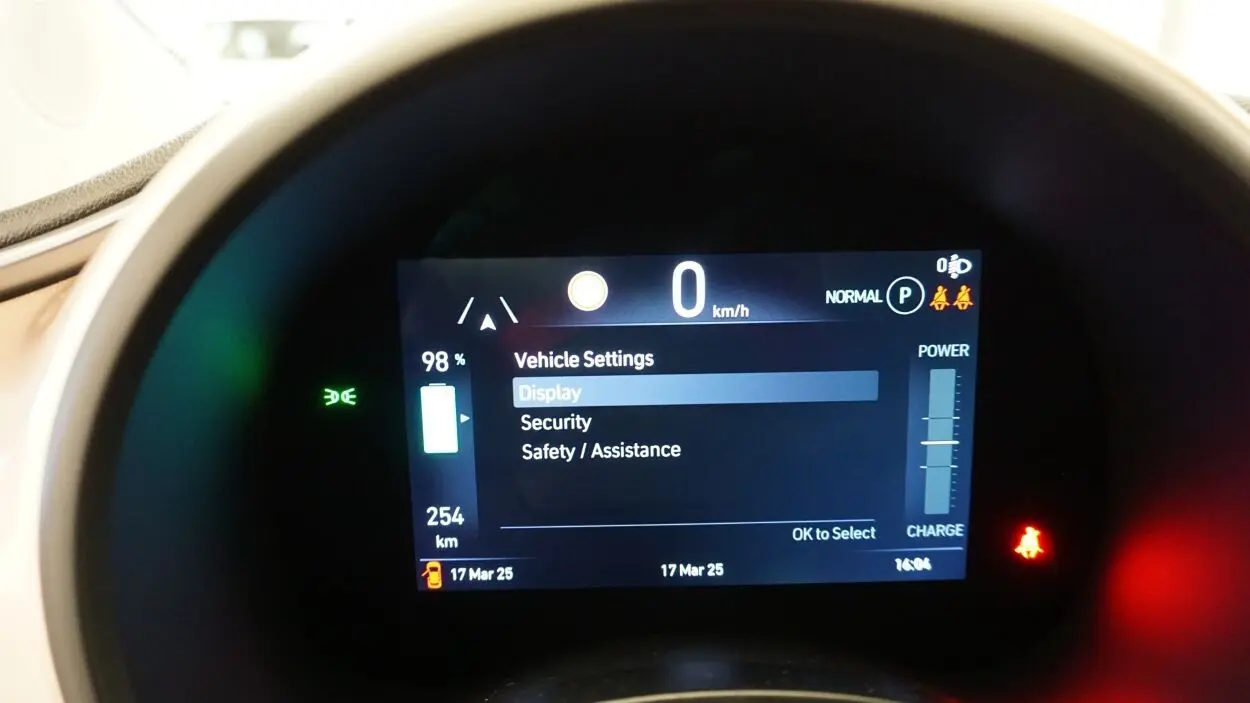 0
km/h
NORMAL P
0
98 %
Vehicle Settings
POWER
Display
Security
Safety / Assistance
254
km
OK to Select
CHARGE
17 Mar 25
17 Mar 25
16:04